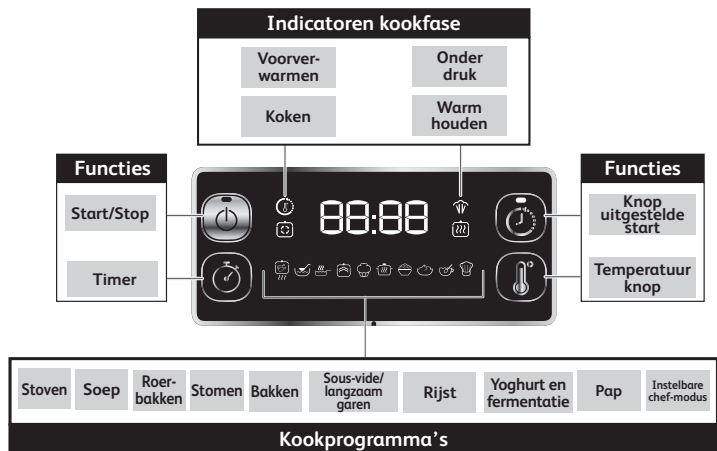 Indicatoren kookfase
Voorver-
warmen
Onder
druk
Koken
Warm
houden
Functies
Start/Stop
Timer
88:88
Functies
Knop
uitgestelde
start
Temperatuur
knop
Stoven
Soep
Roer-
bakken
Stomen
Bakken
Sous-vide/
langzaam
garen
Rijst
Yoghurt en
fermentatie
Pap
Instelbare
chef-modus
Kookprogramma's